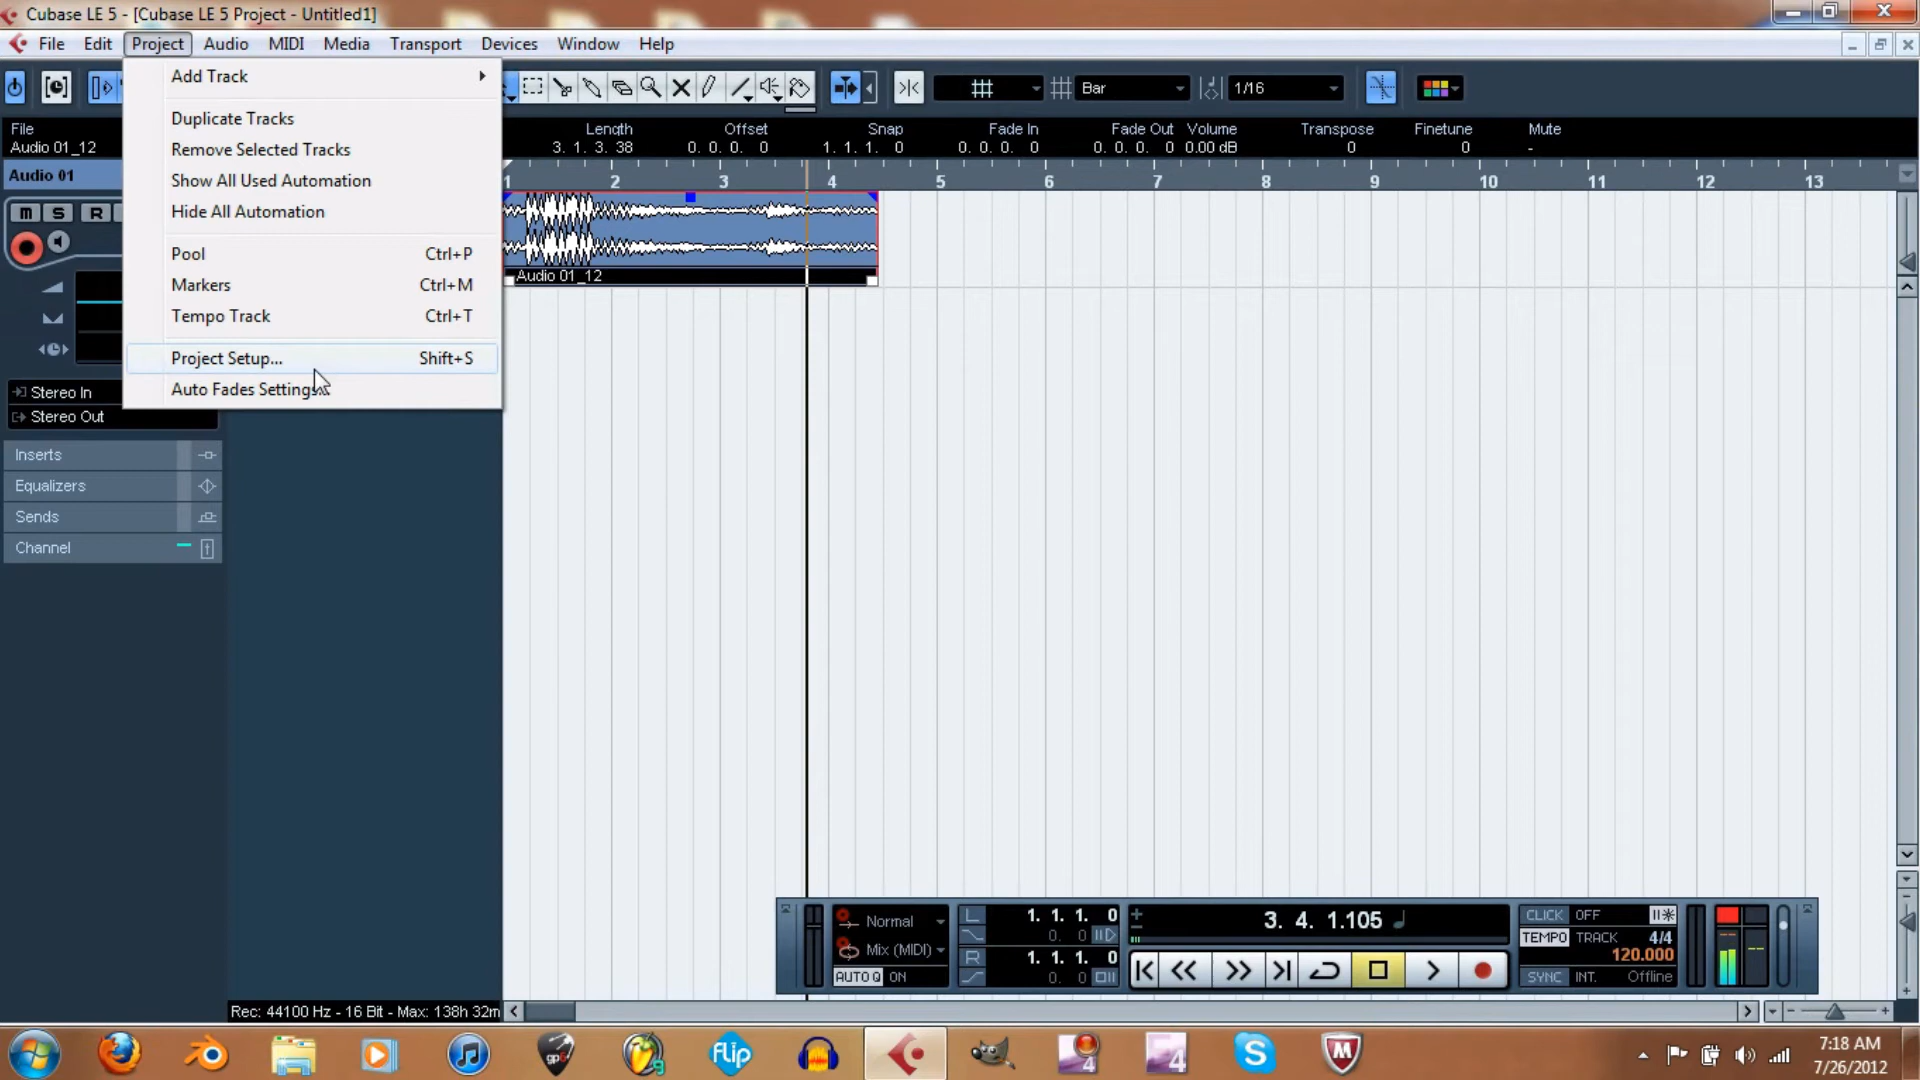 Cubase LE 5 - [Cubase LE 5 Project - Untitled1]
File Edit Project Audio MIDI Media Transport Devices Window Help
Add Track
Duplicate Tracks
Remove Selected Tracks
Show All Used Automation
Hide All Automation
Pool Ctrl+P
Markers Ctrl+M
Tempo Track Ctrl+T
Project Setup... Shift+S
Auto Fades Settings
Bar 1/16
File Length Offset Snap Fade In Fade Out Volume Transpose Finetune Mute
Audio 01_12 3. 1. 3. 38 0. 0. 0. 0 1. 1. 1. 0 0. 0. 0. 0 0. 0. 0. 0 0.00 dB 0 0 -
Audio 01
1 2 3 4 5 6 7 8 9 10 11 12 13
M S R
Audio 01_12
Stereo In
Stereo Out
Inserts
Equalizers
Sends
Channel
Normal
Mix (MIDI)
AUTO Q ON
L 1. 1. 1. 0
0. 0
R 1. 1. 1. 0
0. 0
3. 4. 1.105
CLICK OFF
TEMPO TRACK 4/4
120.000
SYNC INT. Offline
Rec: 44100 Hz - 16 Bit - Max: 138h 32m
gp6
g
flip
4
4
S
M
7:18 AM
7/26/2012